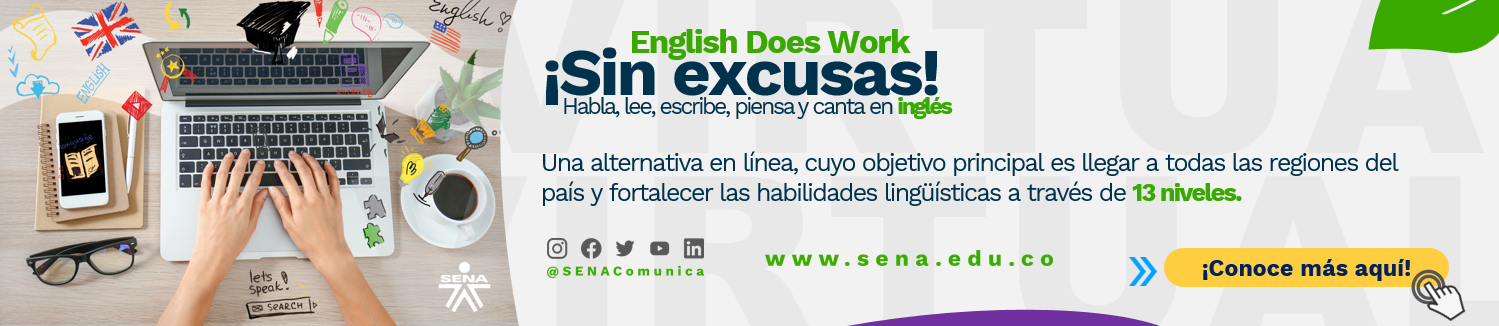 English!
ENGLISH
Language
lets
speak!
SEARCH
SENA
VIRTUAL
VIRTUAL
English Does Work
¡Sin excusas!
Habla, lee, escribe, piensa y canta en inglés
Una alternativa en línea, cuyo objetivo principal es llegar a todas las regiones del
país y fortalecer las habilidades lingüísticas a través de 13 niveles.
@SENAComunica
www.sena.edu.co
¡Conoce más aquí!